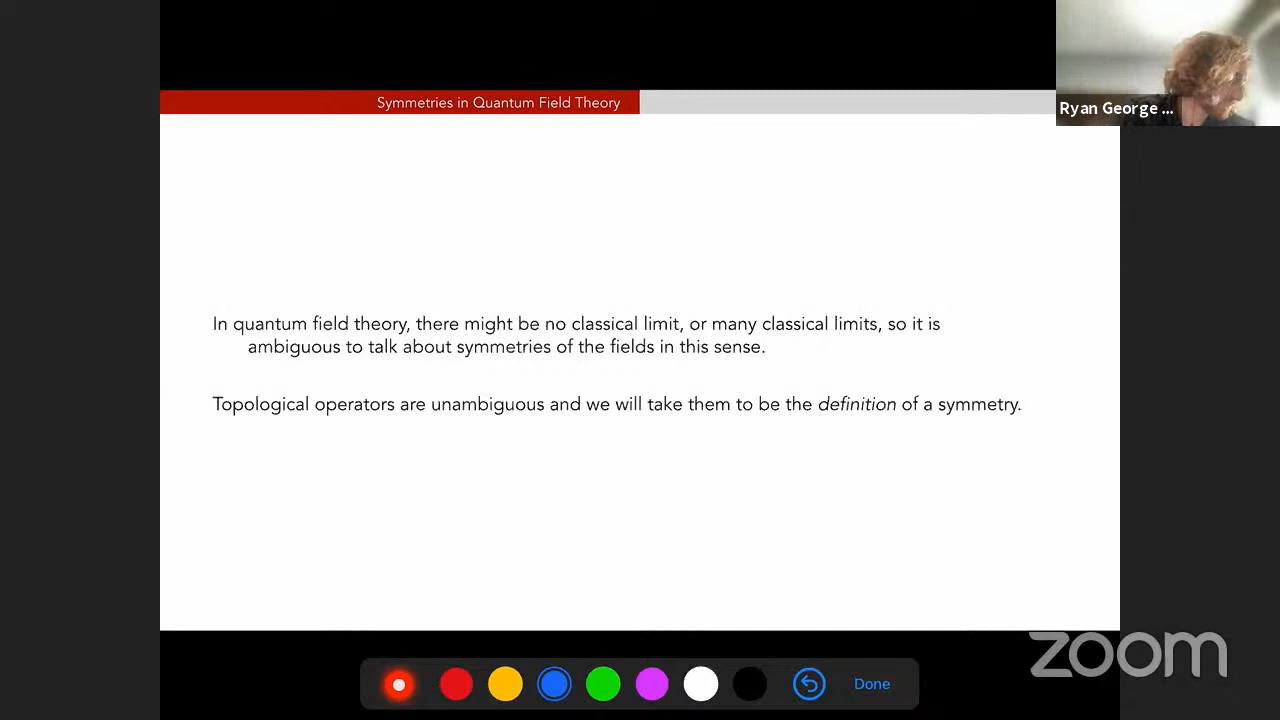 Symmetries in Quantum Field Theory
Ryan George ...
In quantum field theory, there might be no classical limit, or many classical limits, so it is
ambiguous to talk about symmetries of the fields in this sense.
Topological operators are unambiguous and we will take them to be the definition of a symmetry.
zoom
Done